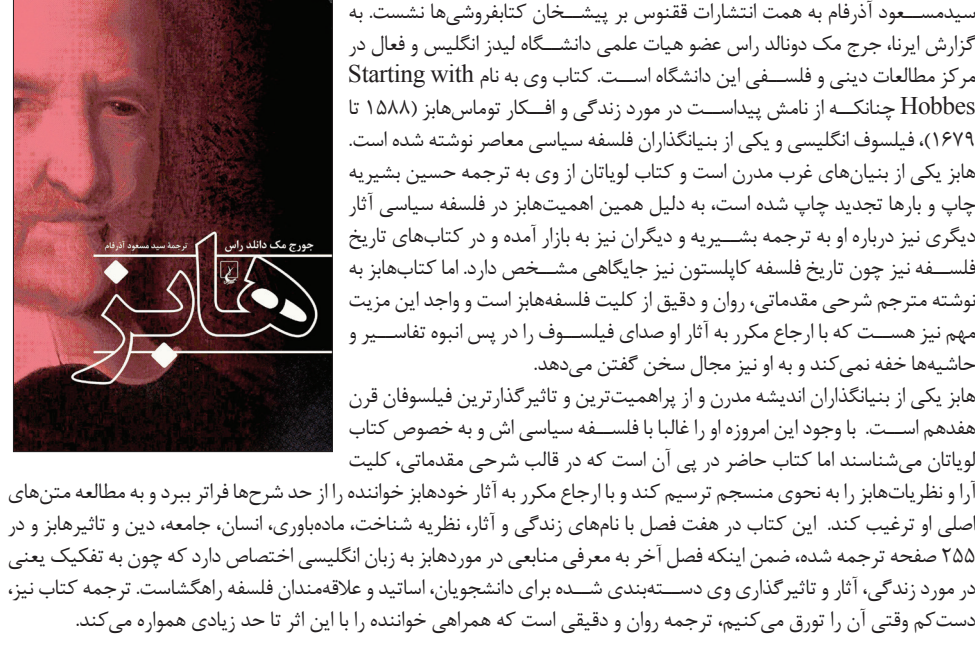 سیدمسعود آذرفام به همت انتشارات ققنوس بر پیشخان کتابفروشی‌ها نشست. به
گزارش ایرنا، جرج مک دونالد راس عضو هیات علمی دانشگاه لیدز انگلیس و فعال در
مرکز مطالعات دینی و فلسفی این دانشگاه است. کتاب وی به نام Starting with
Hobbes چنانکه از نامش پیداست در مورد زندگی و افکار توماس‌هابز (۱۵۸۸ تا
۱۶۷۹)، فیلسوف انگلیسی و یکی از بنیانگذاران فلسفه سیاسی معاصر نوشته شده است.
هابز یکی از بنیان‌های غرب مدرن است و کتاب لویاتان از وی به ترجمه حسین بشیریه
چاپ و بارها تجدید چاپ شده است، به دلیل همین اهمیت‌هابز در فلسفه سیاسی آثار
دیگری نیز درباره او به ترجمه بشیریه و دیگران نیز به بازار آمده و در کتاب‌های تاریخ
فلسفه نیز چون تاریخ فلسفه کاپلستون نیز جایگاهی مشخص دارد. اما کتاب‌هابز به
نوشته مترجم شرحی مقدماتی، روان و دقیق از کلیت فلسفه‌هابز است و واجد این مزیت
مهم نیز هست که با ارجاع مکرر به آثار او صدای فیلسوف را در پس انبوه تفاسیر و
حاشیه‌ها خفه نمی‌کند و به او نیز مجال سخن گفتن می‌دهد.
هابز یکی از بنیانگذاران اندیشه مدرن و از پراهمیت‌ترین و تاثیرگذارترین فیلسوفان قرن
هفدهم است. با وجود این امروزه او را غالبا با فلسفه سیاسی اش و به خصوص کتاب
لویاتان می‌شناسند اما کتاب حاضر در پی آن است که در قالب شرحی مقدماتی، کلیت
آرا و نظریات‌هابز را به نحوی منسجم ترسیم کند و با ارجاع مکرر به آثار خودهابز خواننده را از حد شرح‌ها فراتر ببرد و به مطالعه متن‌های
اصلی او ترغیب کند. این کتاب در هفت فصل با نام‌های زندگی و آثار، نظریه شناخت، ماده‌باوری، انسان، جامعه، دین و تاثیرهابز و در
۲۵۵ صفحه ترجمه شده، ضمن اینکه فصل آخر به معرفی منابعی در موردهابز به زبان انگلیسی اختصاص دارد که چون به تفکیک یعنی
در مورد زندگی، آثار و تاثیرگذاری وی دسته‌بندی شده برای دانشجویان، اساتید و علاقه‌مندان فلسفه راهگشاست. ترجمه کتاب نیز،
دست‌کم وقتی آن را تورق می‌کنیم، ترجمه روان و دقیقی است که همراهی خواننده را با این اثر تا حد زیادی همواره می‌کند.
جورج مک دانلد راس
ترجمهٔ سید مسعود آذرفام
هابز